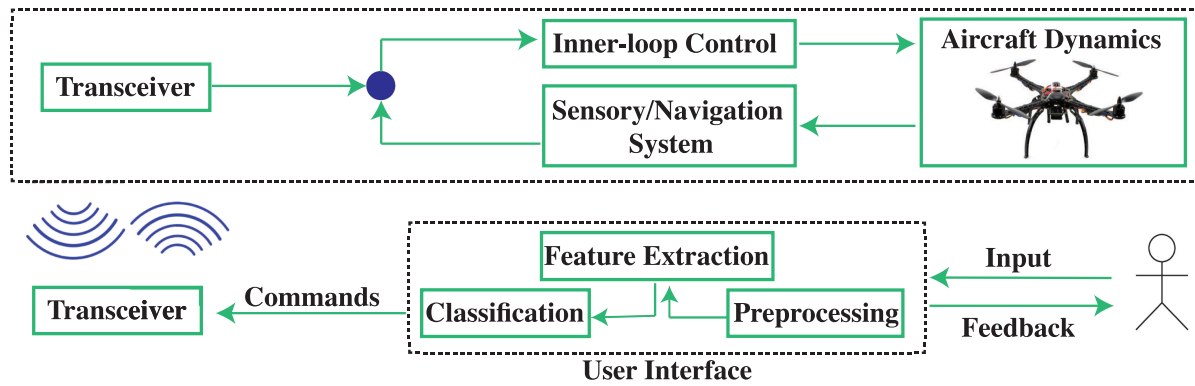 Inner-loop Control
Aircraft Dynamics
Transceiver
Sensory/Navigation
System
Feature Extraction
Input
Transceiver
Commands
Classification
Preprocessing
Feedback
User Interface